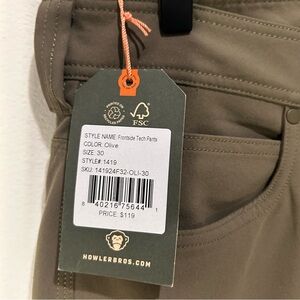 FSC
STYLE NAME: Frontside Tech Pants
COLOR: Olive
SIZE: 30
STYLE#: 1419
SKU: 141924F32-OLI-30
8 40216 75644 1
PRICE: $119
HOWLERBROS.COM